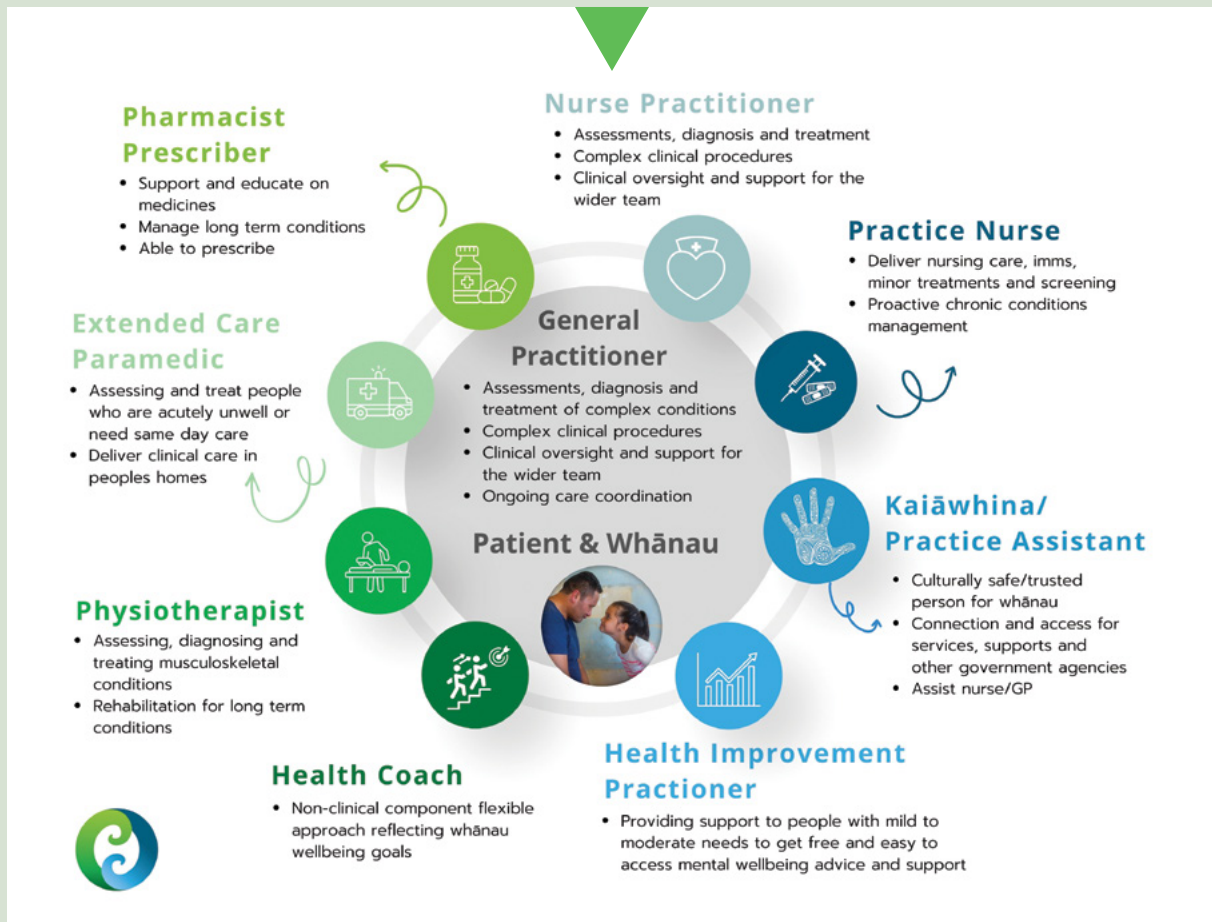 Pharmacist
Prescriber
• Support and educate on
medicines
• Manage long term conditions
• Able to prescribe
Nurse Practitioner
• Assessments, diagnosis and treatment
• Complex clinical procedures
• Clinical oversight and support for the
wider team
Practice Nurse
• Deliver nursing care, imms,
minor treatments and screening
• Proactive chronic conditions
management
Extended Care
Paramedic
• Assessing and treat people
who are acutely unwell or
need same day care
• Deliver clinical care in
peoples homes
General
Practitioner
• Assessments, diagnosis and
treatment of complex conditions
• Complex clinical procedures
• Clinical oversight and support for
the wider team
• Ongoing care coordination
Patient & Whānau
Kaiāwhina/
Practice Assistant
• Culturally safe/trusted
person for whānau
• Connection and access for
services, supports and
other government agencies
• Assist nurse/GP
Physiotherapist
• Assessing, diagnosing and
treating musculoskeletal
conditions
• Rehabilitation for long term
conditions
Health Coach
• Non-clinical component flexible
approach reflecting whānau
wellbeing goals
Health Improvement
Practioner
• Providing support to people with mild to
moderate needs to get free and easy to
access mental wellbeing advice and support